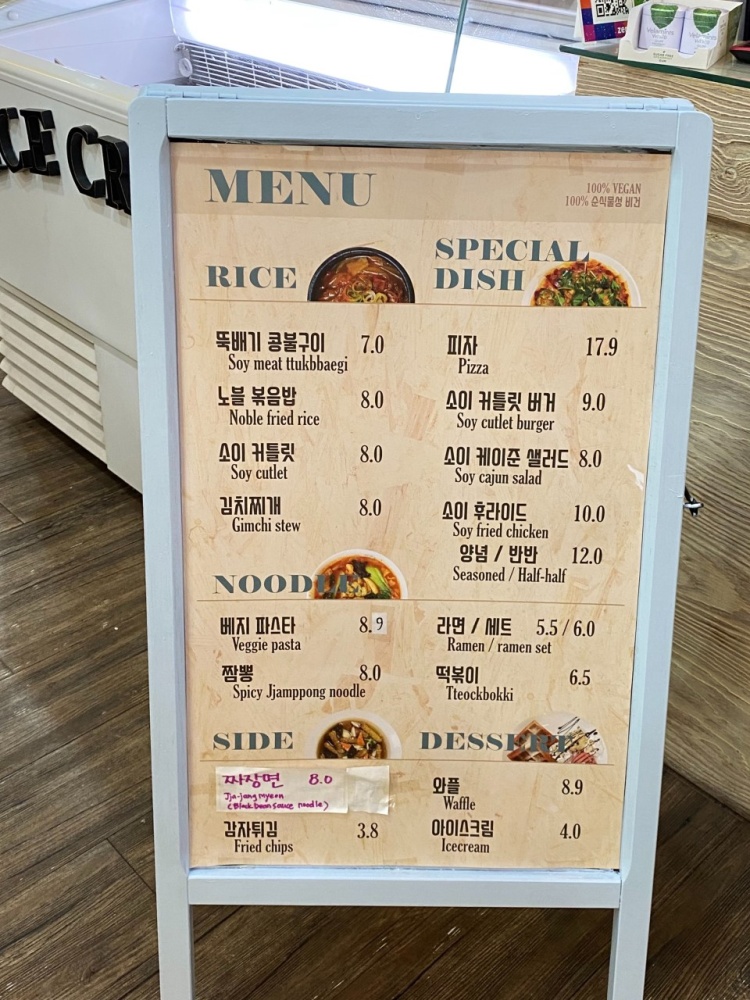 MENU
100% VEGAN
100% 순식물성 비건
RICE
뚝배기 콩불구이 7.0
Soy meat ttukbbaegi
노블 볶음밥 8.0
Noble fried rice
소이 커틀릿 8.0
Soy cutlet
김치찌개 8.0
Gimchi stew
SPECIAL
DISH
피자 17.9
Pizza
소이 커틀릿 버거 9.0
Soy cutlet burger
소이 케이준 샐러드 8.0
Soy cajun salad
소이 후라이드 10.0
Soy fried chicken
양념 / 반반 12.0
Seasoned / Half-half
NOODLE
베지 파스타 8.9
Veggie pasta
짬뽕 8.0
Spicy Jjamppong noodle
라면 / 세트 5.5 / 6.0
Ramen / ramen set
떡볶이 6.5
Tteockbokki
SIDE
짜장면 8.0
Jja-jang myeon
(Black bean sauce noodle)
감자튀김 3.8
Fried chips
DESSERT
와플 8.9
Waffle
아이스크림 4.0
Icecream
ICE CR